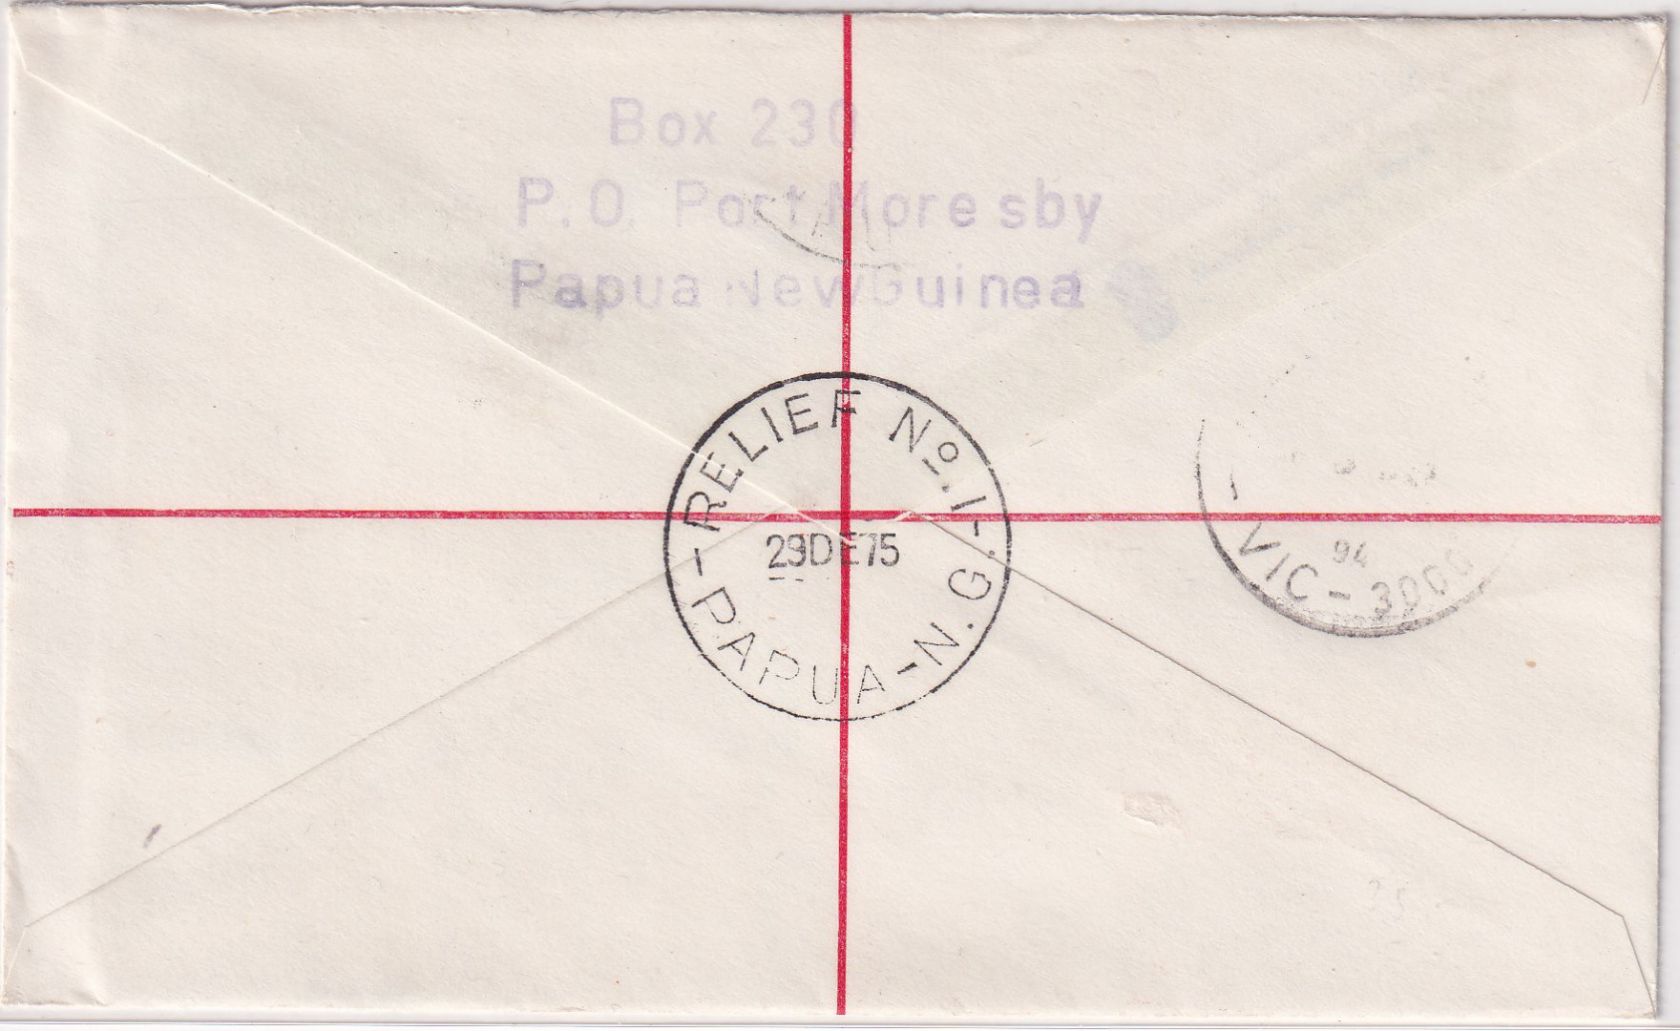 Box 230
P.O. Port Moresby
Papua New Guinea
-RELIEF No.1-
29DE75
PAPUA-N.G.
94
- VIC - 3000